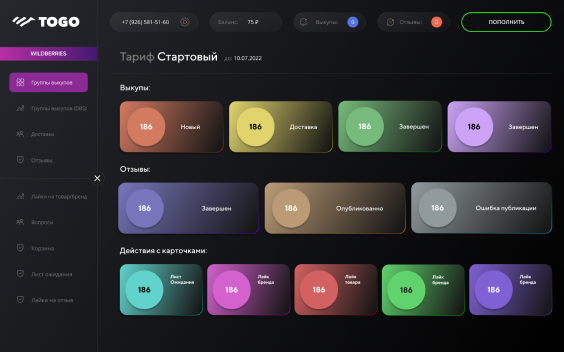 TOGO
+7 (926) 581-51-60
Баланс: 75 ₽
Выкупы: 0
Отзывы: 0
ПОПОЛНИТЬ
WILDBERRIES
Группы выкупов
Группы выкупов (DBS)
Доставы
Отзывы
Лайки на товар/бренд
Вопросы
Корзина
Лист ожидания
Лайки на отзыв
Тариф Стартовый до: 10.07.2022
Выкупы:
186 Новый
186 Доставка
186 Завершен
186 Завершен
Отзывы:
186 Завершен
186 Опубликованно
186 Ошибка публикации
Действия с карточками:
186 Лист
Ожидания
186 Лайк
бренда
186 Лайк
товара
186 Лайк
бренда
186 Лайк
бренда